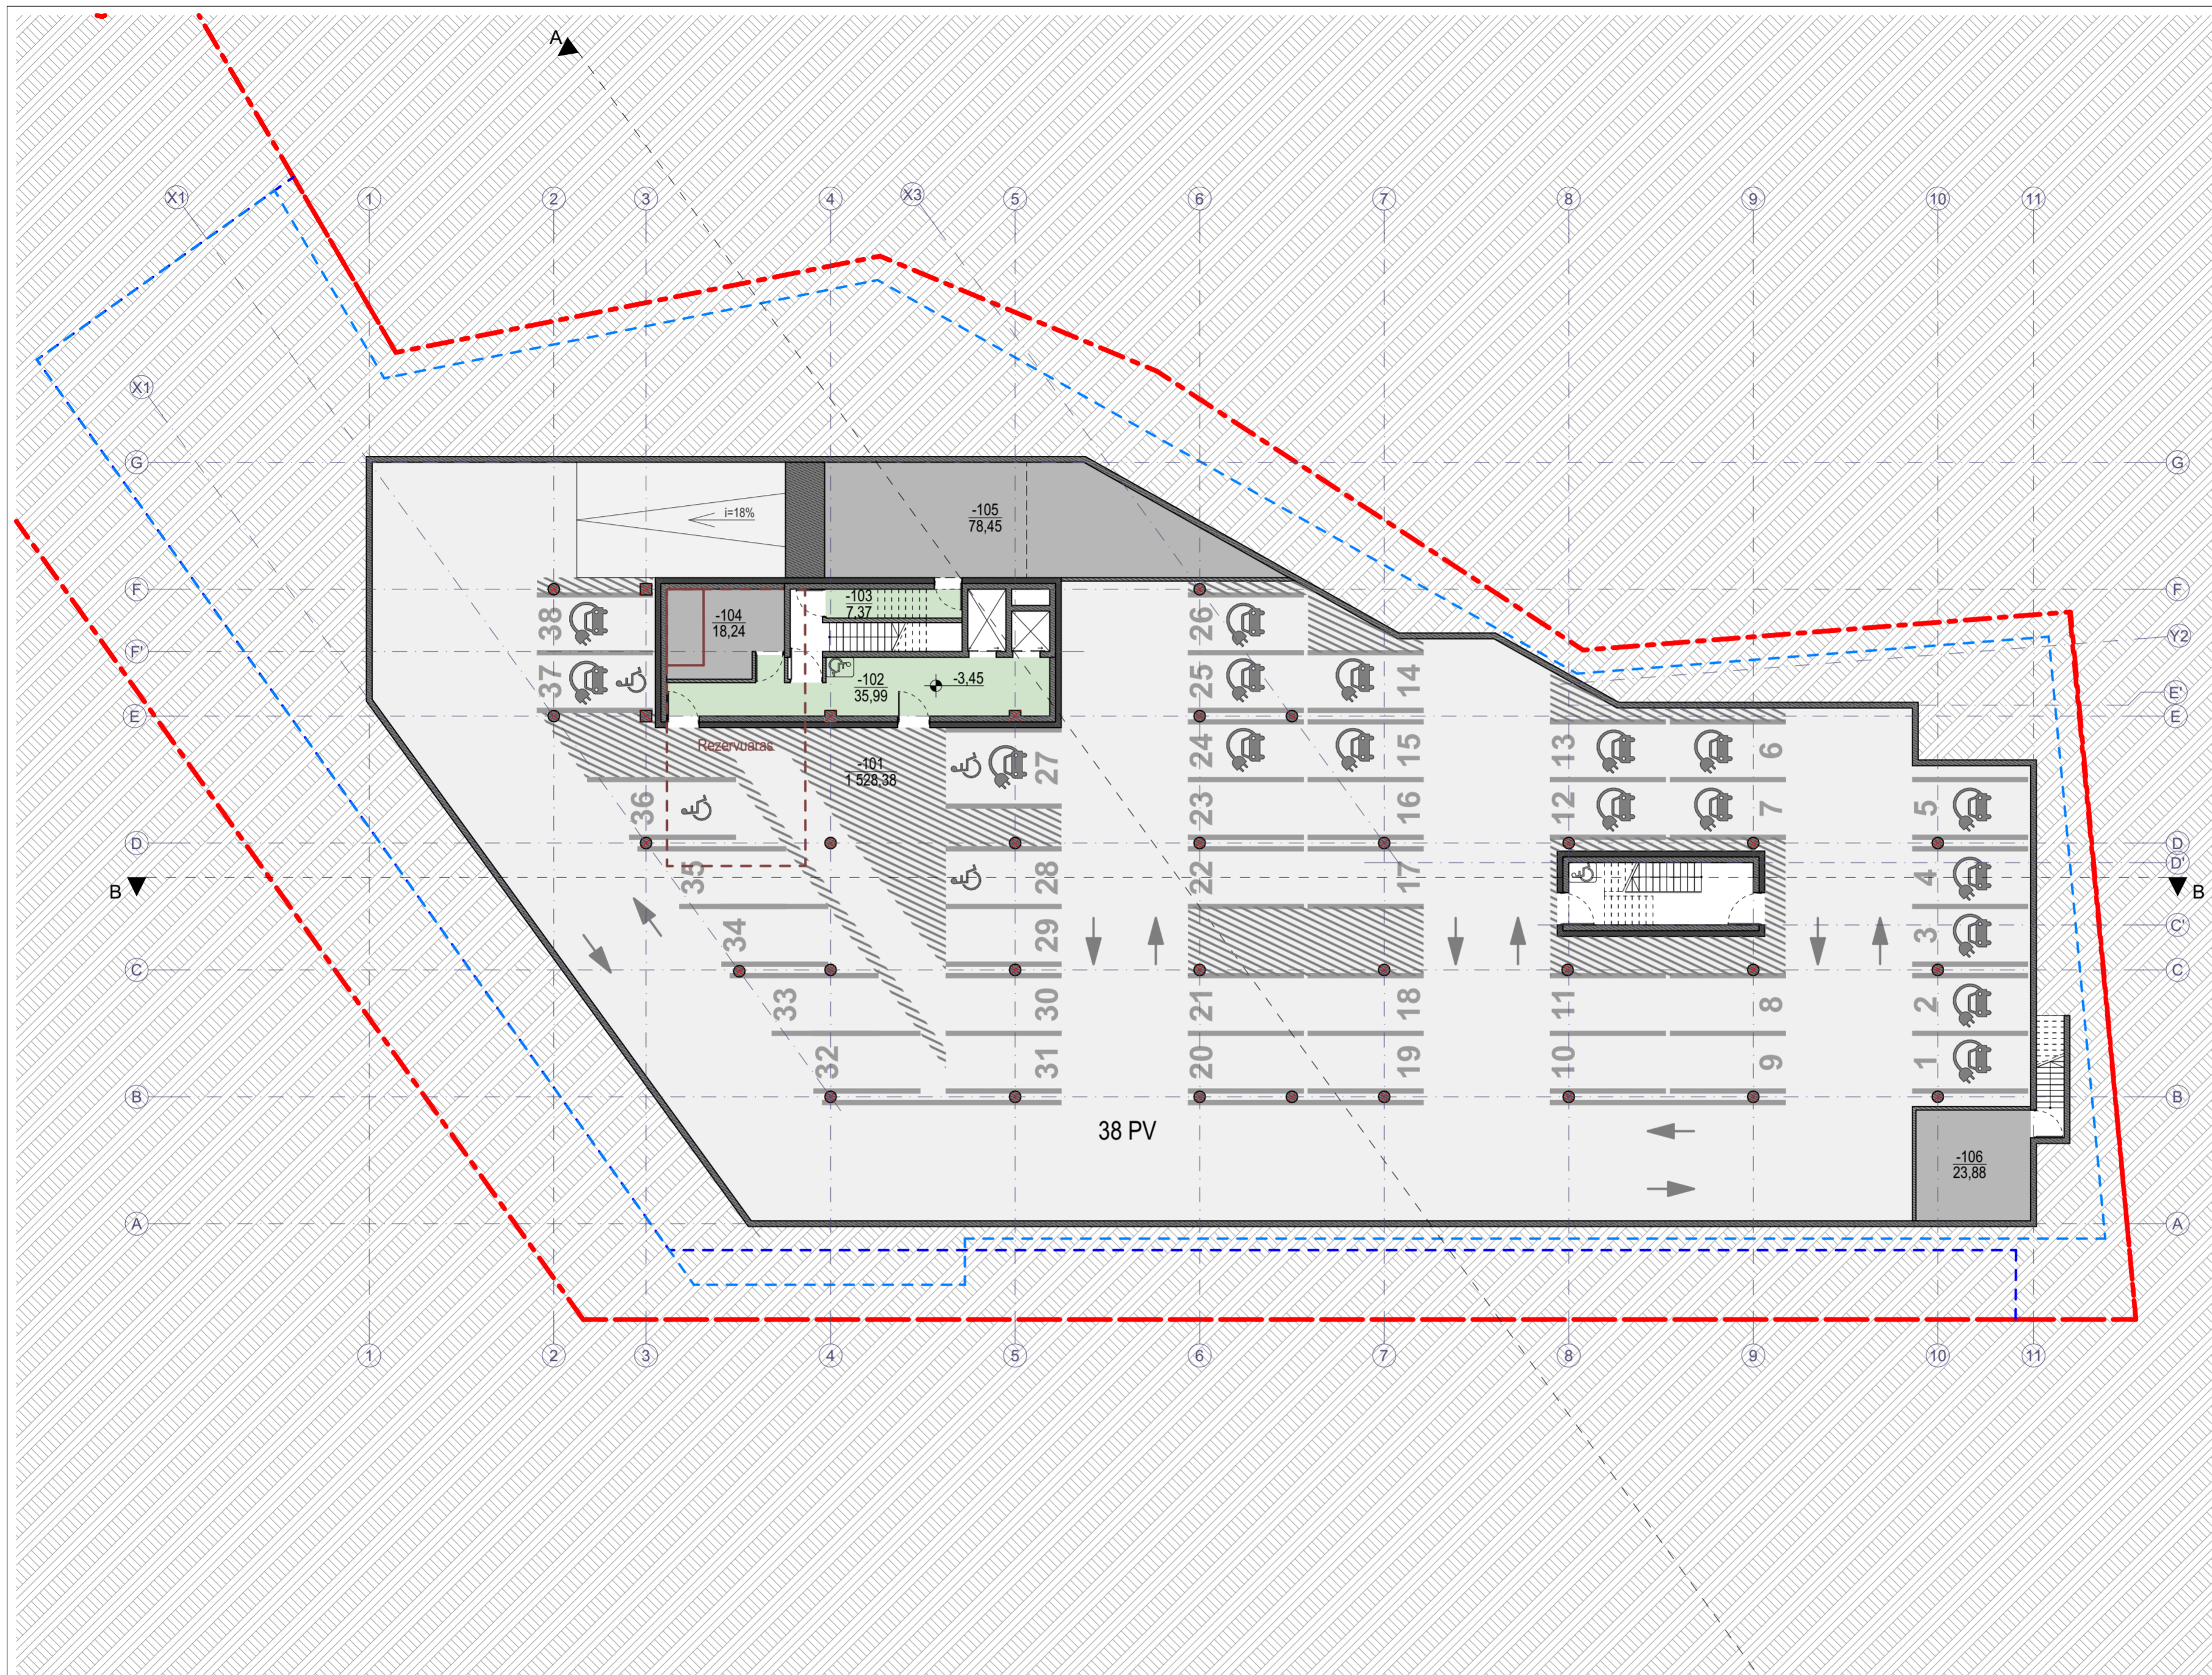 A
X1
1
2
3
4
5
X3
6
7
8
9
10
11
X1
G
G
i=18%
-105
78,45
F
F
-103
7,37
-104
18,24
38
26
Y2
F'
-102
35,99
-3,45
37
25
14
E'
E
E
Rezervuaras
-101
1 528,38
27
24
15
13
6
36
23
16
12
7
5
D
D
D'
35
28
22
17
4
B
B
34
29
3
C'
C
C
33
30
21
18
11
8
2
32
31
20
19
10
9
1
B
B
38 PV
-106
23,88
A
A
1
2
3
4
5
6
7
8
9
10
11